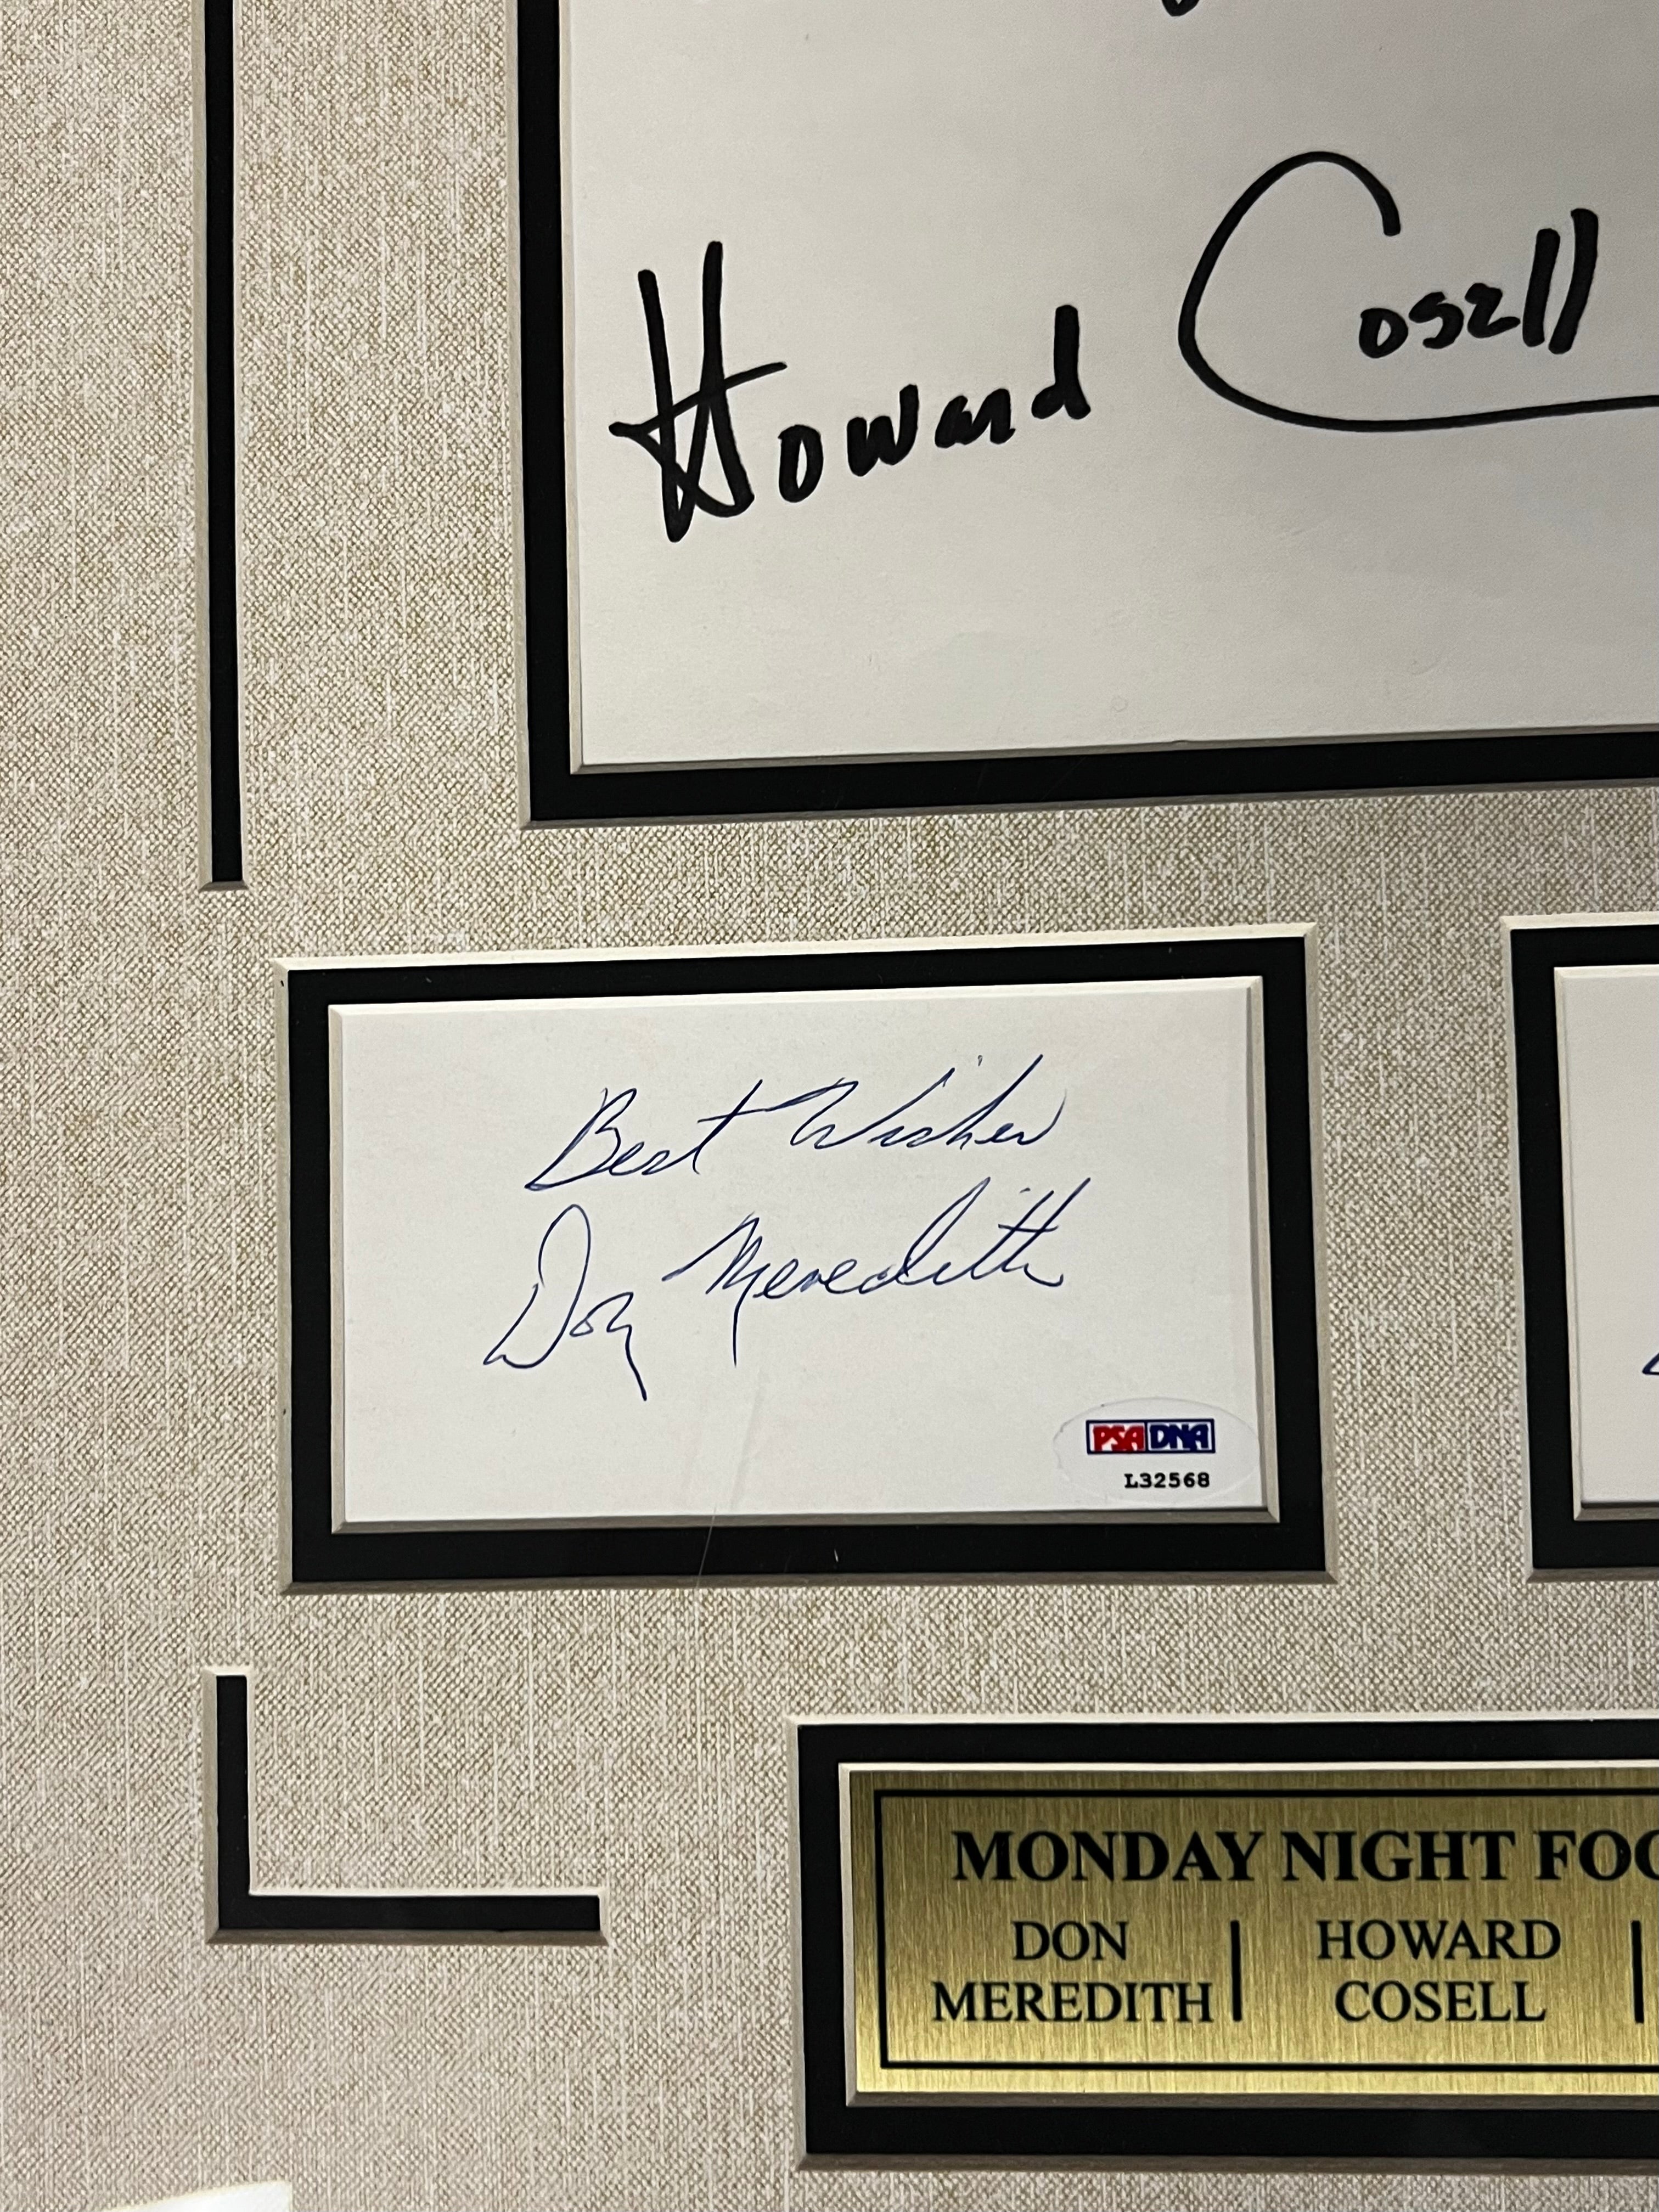 Howard Cosell
Best Wishes
Don Meredith
PSA DNA
L32568
MONDAY NIGHT FOO
DON MEREDITH
HOWARD COSELL